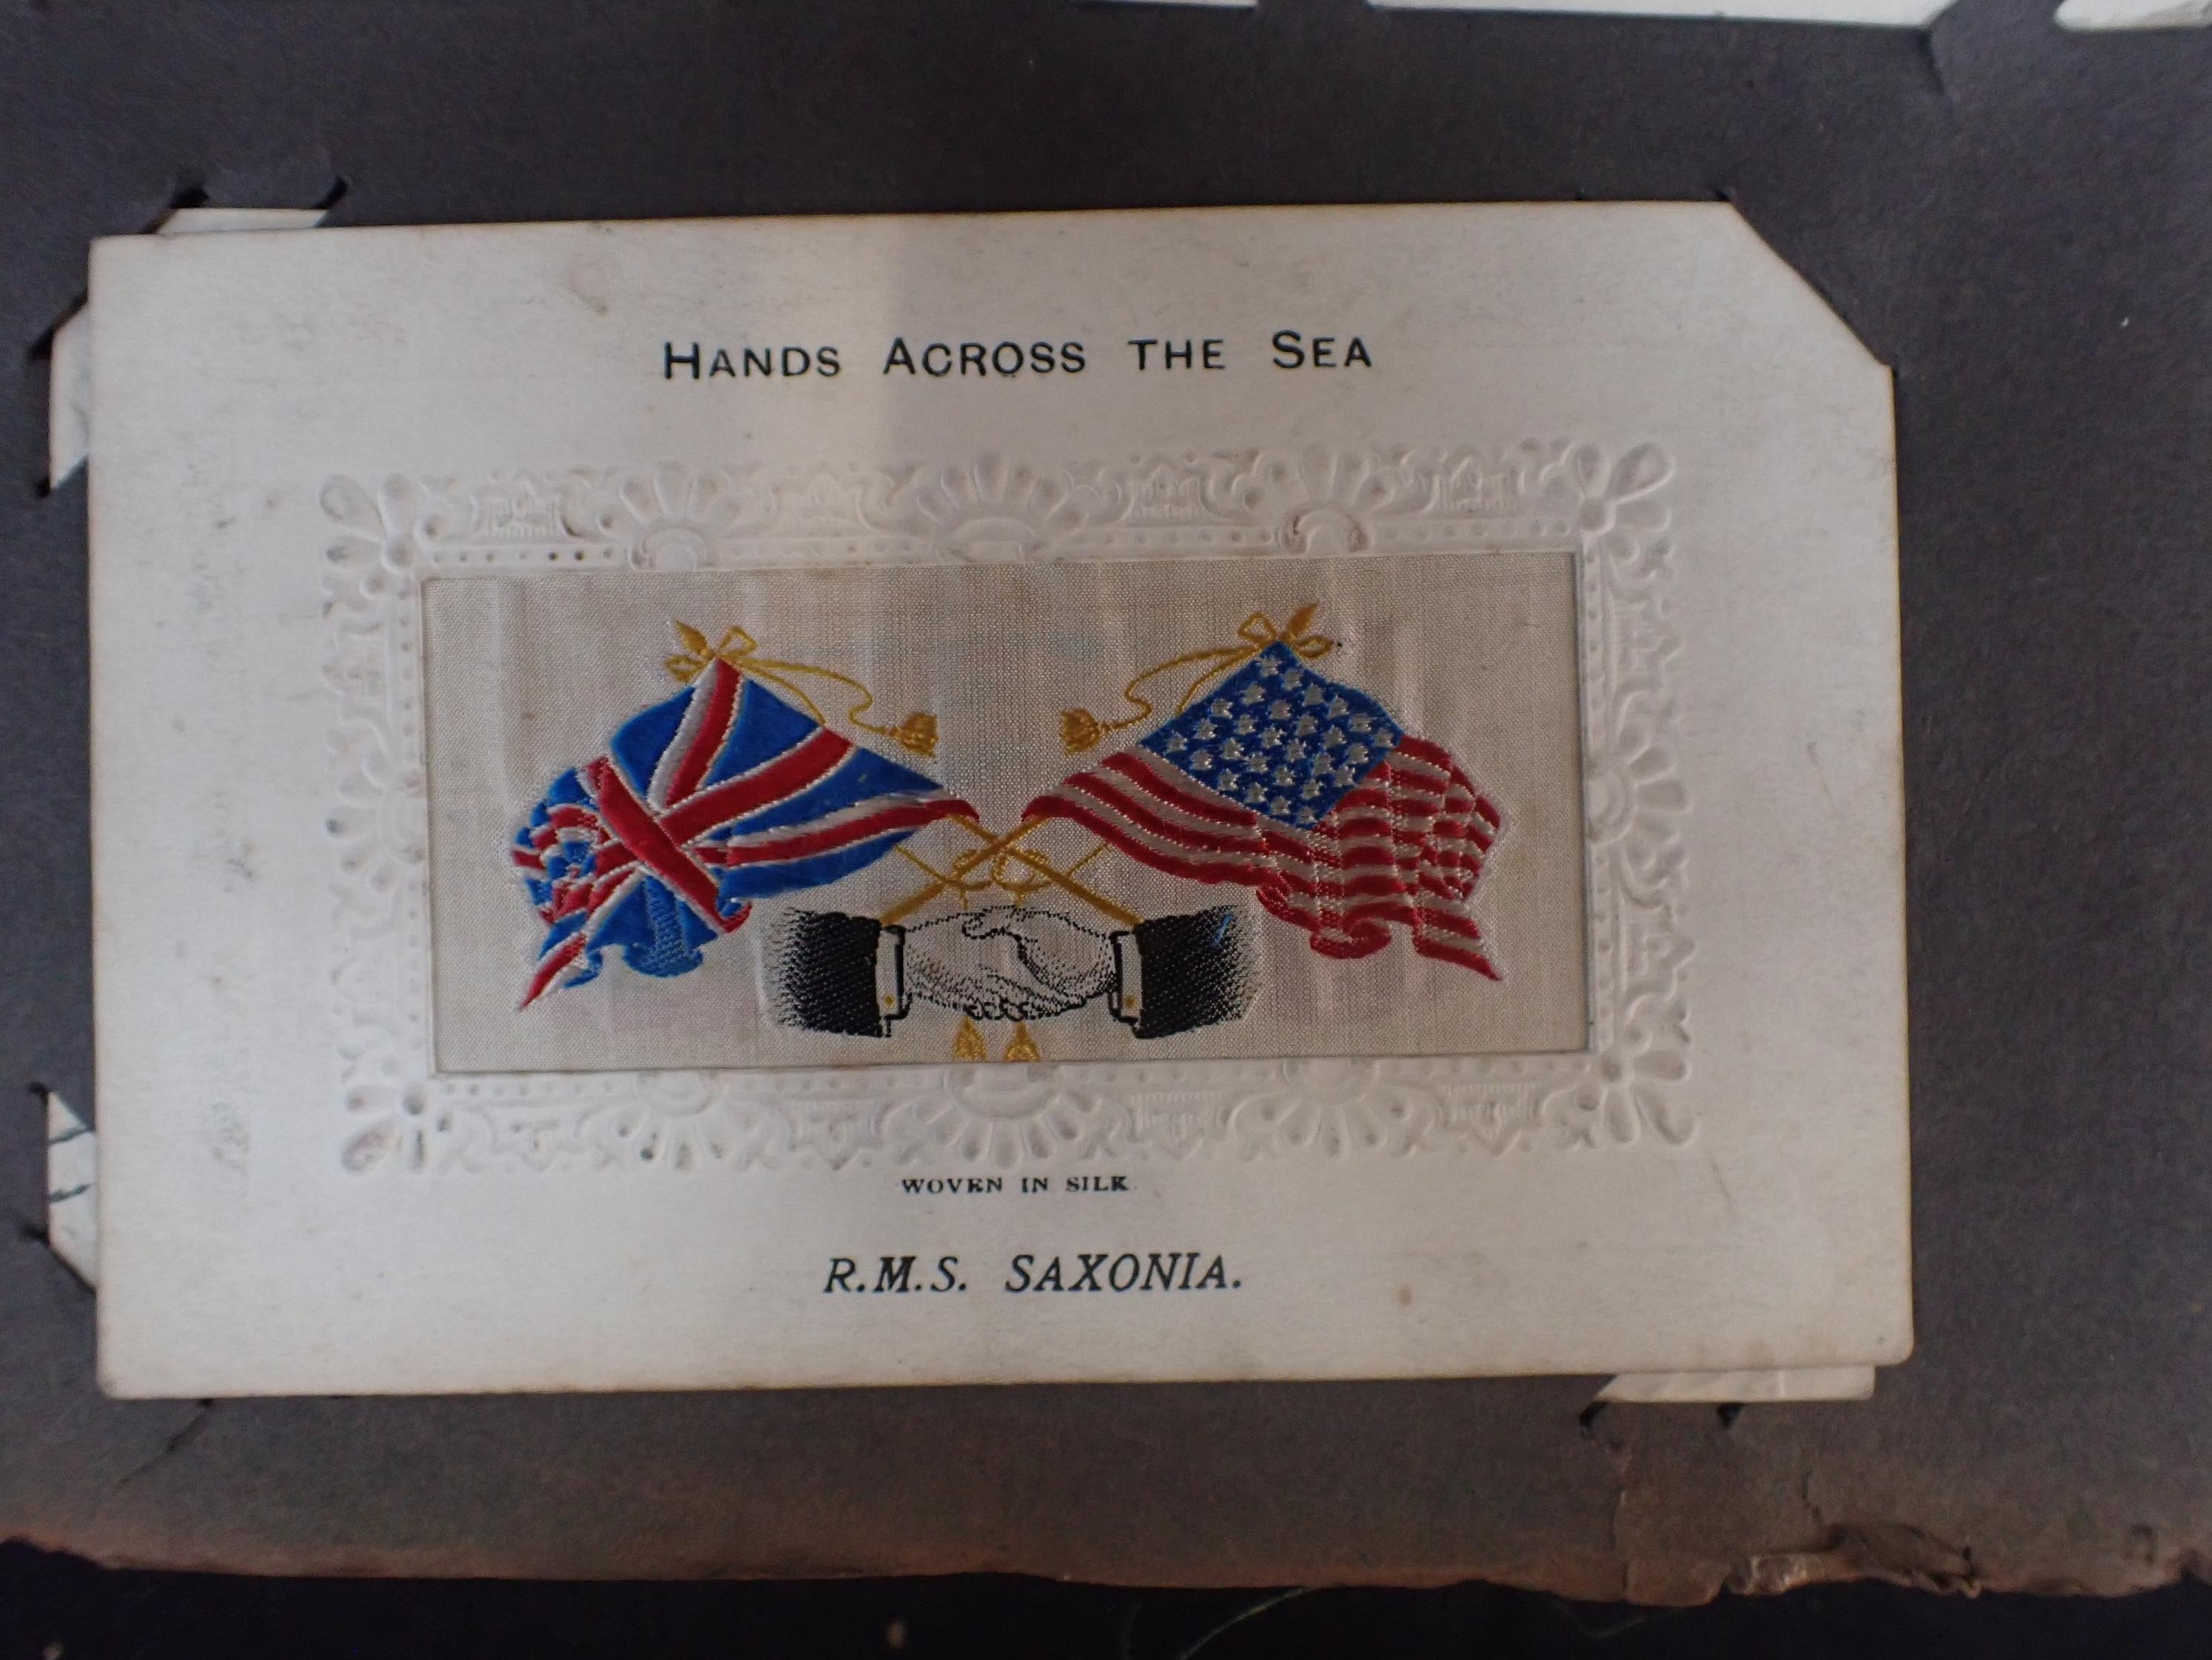 HANDS ACROSS THE SEA
WOVEN IN SILK
R.M.S. SAXONIA.